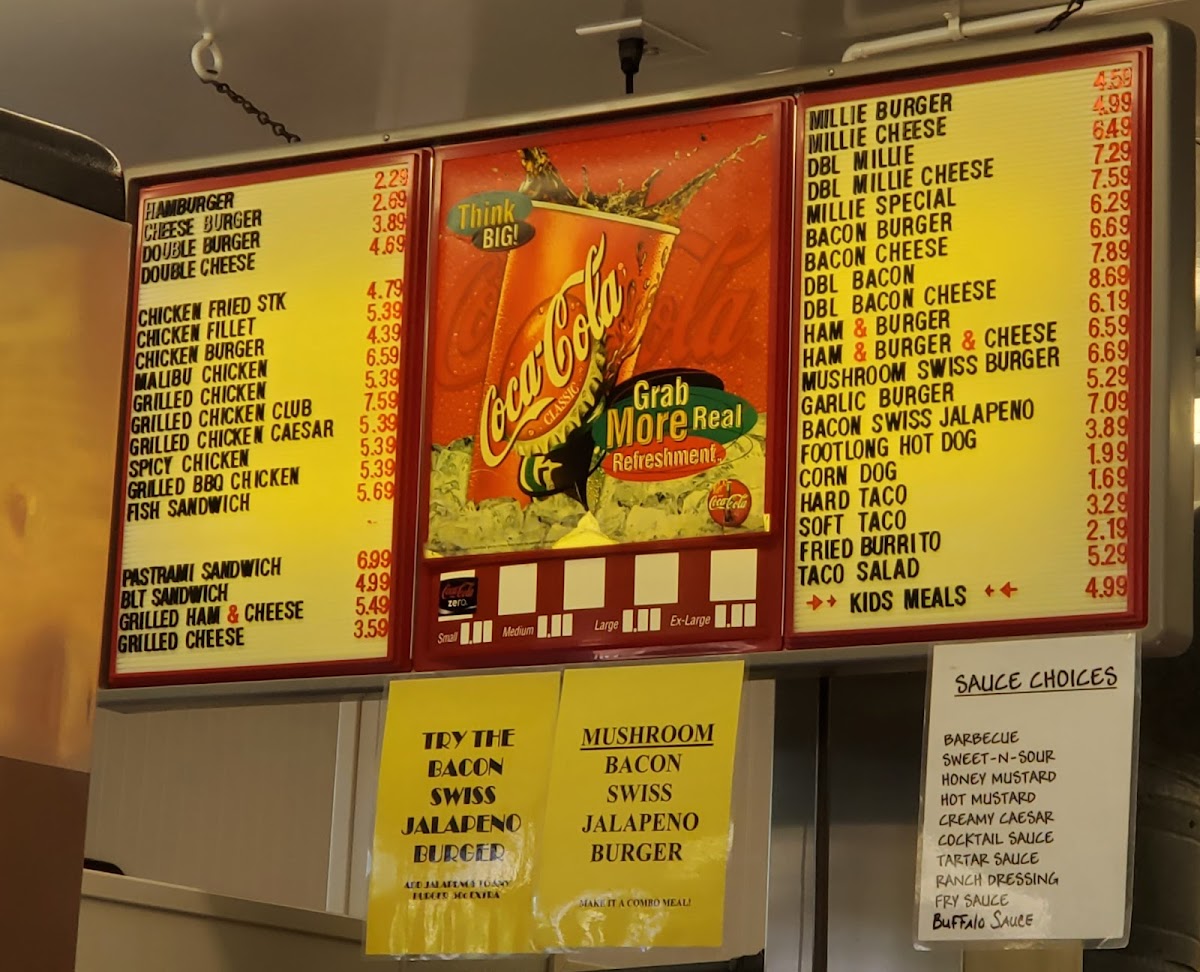 HAMBURGER 2.29
CHEESE BURGER 2.69
DOUBLE BURGER 3.89
DOUBLE CHEESE 4.69
CHICKEN FRIED STK 4.79
CHICKEN FILLET 5.39
CHICKEN BURGER 4.39
MALIBU CHICKEN 6.59
GRILLED CHICKEN 5.39
GRILLED CHICKEN CLUB 7.59
GRILLED CHICKEN CAESAR 5.39
SPICY CHICKEN 5.39
GRILLED BBQ CHICKEN 5.39
FISH SANDWICH 5.69
PASTRAMI SANDWICH 6.99
BLT SANDWICH 4.99
GRILLED HAM & CHEESE 5.49
GRILLED CHEESE 3.59
Think
BIG!
Coca-Cola
CLASSIC
Grab
More Real
Refreshment.
Coca-Cola
Coca-Cola
zero
Small Medium Large Ex-Large
MILLIE BURGER 4.59
MILLIE CHEESE 4.99
DBL MILLIE 6.49
DBL MILLIE CHEESE 7.29
MILLIE SPECIAL 7.59
BACON BURGER 6.29
BACON CHEESE 6.69
DBL BACON 7.89
DBL BACON CHEESE 8.69
HAM & BURGER 6.19
HAM & BURGER & CHEESE 6.59
MUSHROOM SWISS BURGER 6.69
GARLIC BURGER 5.29
BACON SWISS JALAPENO 7.09
FOOTLONG HOT DOG 3.89
CORN DOG 1.99
HARD TACO 1.69
SOFT TACO 3.29
FRIED BURRITO 2.19
TACO SALAD 5.29
→→ KIDS MEALS ←← 4.99
TRY THE
BACON
SWISS
JALAPENO
BURGER
ADD JALAPENOS TO ANY
BURGER 50¢ EXTRA
MUSHROOM
BACON
SWISS
JALAPENO
BURGER
MAKE IT A COMBO MEAL!
SAUCE CHOICES
BARBECUE
SWEET-N-SOUR
HONEY MUSTARD
HOT MUSTARD
CREAMY CAESAR
COCKTAIL SAUCE
TARTAR SAUCE
RANCH DRESSING
FRY SAUCE
BUFFALO SAUCE